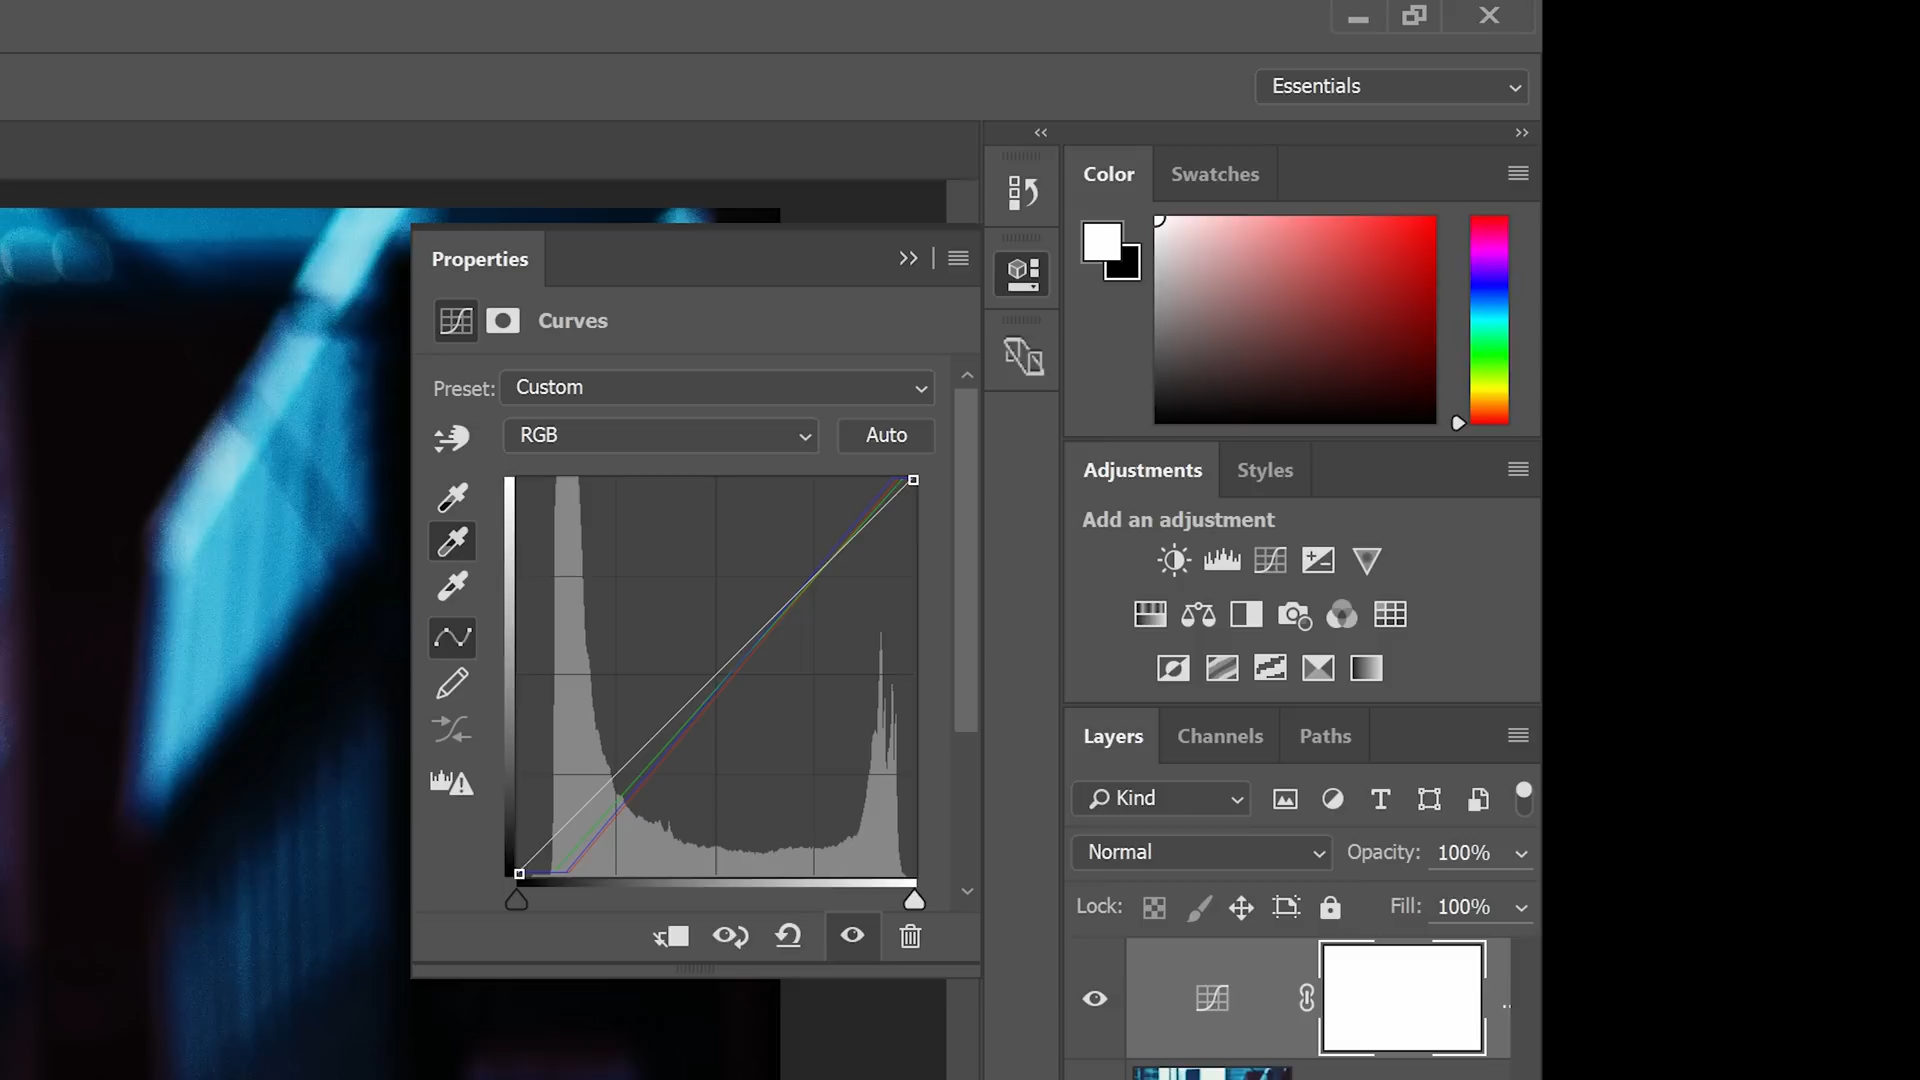 Essentials
Color
Swatches
Properties
Curves
Preset: Custom
RGB
Auto
Adjustments
Styles
Add an adjustment
Layers
Channels
Paths
Kind
Normal
Opacity: 100%
Lock:
Fill: 100%